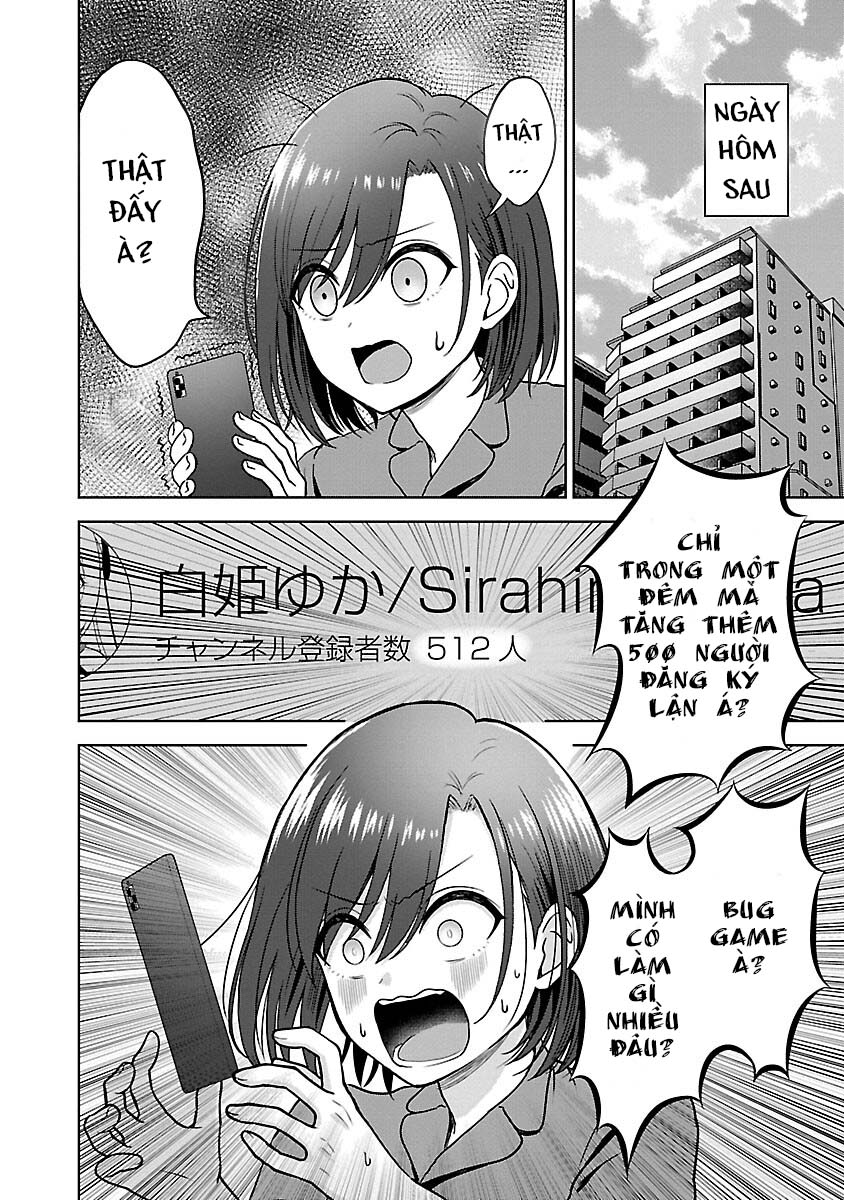 NGÀY
HÔM
SAU
THẬT
...
THẬT
ĐẤY
À?
白姫ゆか/Sirahi
a
チャンネル登録者数 512人
CHỈ
TRONG MỘT
ĐÊM MÀ
TĂNG THÊM
500 NGƯỜI
ĐĂNG KÝ
LẬN Á?
BUG
GAME
À?
MÌNH
CÓ
LÀM
GÌ
NHIỀU
ĐÂU?